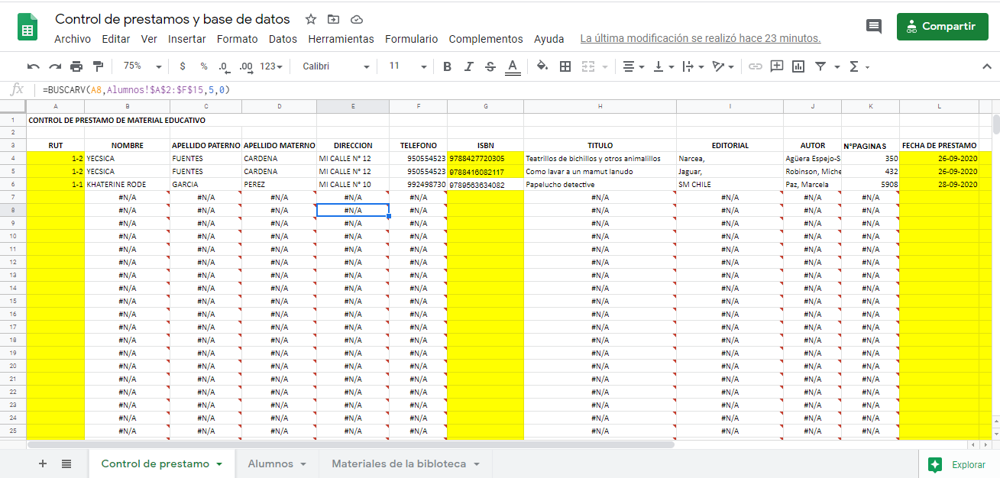 Control de prestamos y base de datos
Archivo Editar Ver Insertar Formato Datos Herramientas Formulario Complementos Ayuda La última modificación se realizó hace 23 minutos.
Compartir
75% $ % .0 .00 123 Calibri 11 B I S A Σ
fx =BUSCARV(A8,Alumnos!$A$2:$F$15,5,0)
A B C D E F G H I J K L
1 CONTROL DE PRESTAMO DE MATERIAL EDUCATIVO
2
3 RUT NOMBRE APELLIDO PATERNO APELLIDO MATERNO DIRECCION TELEFONO ISBN TITULO EDITORIAL AUTOR N°PAGINAS FECHA DE PRESTAMO
4 1-2 YECSICA FUENTES CARDENA MI CALLE N° 12 950554523 9788427720305 Teatrillos de bichillos y otros animalillos Narcea, Agüera Espejo-S 350 26-09-2020
5 1-2 YECSICA FUENTES CARDENA MI CALLE N° 12 950554523 9788416082117 Como lavar a un mamut lanudo Jaguar, Robinson, Miche 432 26-09-2020
6 1-1 KHATERINE RODE GARCIA PEREZ MI CALLE N° 10 992498730 9789563634082 Papelucho detective SM CHILE Paz, Marcela 5908 28-09-2020
7 #N/A #N/A #N/A #N/A #N/A #N/A #N/A #N/A #N/A
8 #N/A #N/A #N/A #N/A #N/A #N/A #N/A #N/A #N/A
9 #N/A #N/A #N/A #N/A #N/A #N/A #N/A #N/A #N/A
10 #N/A #N/A #N/A #N/A #N/A #N/A #N/A #N/A #N/A
11 #N/A #N/A #N/A #N/A #N/A #N/A #N/A #N/A #N/A
12 #N/A #N/A #N/A #N/A #N/A #N/A #N/A #N/A #N/A
13 #N/A #N/A #N/A #N/A #N/A #N/A #N/A #N/A #N/A
14 #N/A #N/A #N/A #N/A #N/A #N/A #N/A #N/A #N/A
15 #N/A #N/A #N/A #N/A #N/A #N/A #N/A #N/A #N/A
16 #N/A #N/A #N/A #N/A #N/A #N/A #N/A #N/A #N/A
17 #N/A #N/A #N/A #N/A #N/A #N/A #N/A #N/A #N/A
18 #N/A #N/A #N/A #N/A #N/A #N/A #N/A #N/A #N/A
19 #N/A #N/A #N/A #N/A #N/A #N/A #N/A #N/A #N/A
20 #N/A #N/A #N/A #N/A #N/A #N/A #N/A #N/A #N/A
21 #N/A #N/A #N/A #N/A #N/A #N/A #N/A #N/A #N/A
22 #N/A #N/A #N/A #N/A #N/A #N/A #N/A #N/A #N/A
23 #N/A #N/A #N/A #N/A #N/A #N/A #N/A #N/A #N/A
24 #N/A #N/A #N/A #N/A #N/A #N/A #N/A #N/A #N/A
25 #N/A #N/A #N/A #N/A #N/A #N/A #N/A #N/A #N/A
Control de prestamo Alumnos Materiales de la bibloteca Explorar